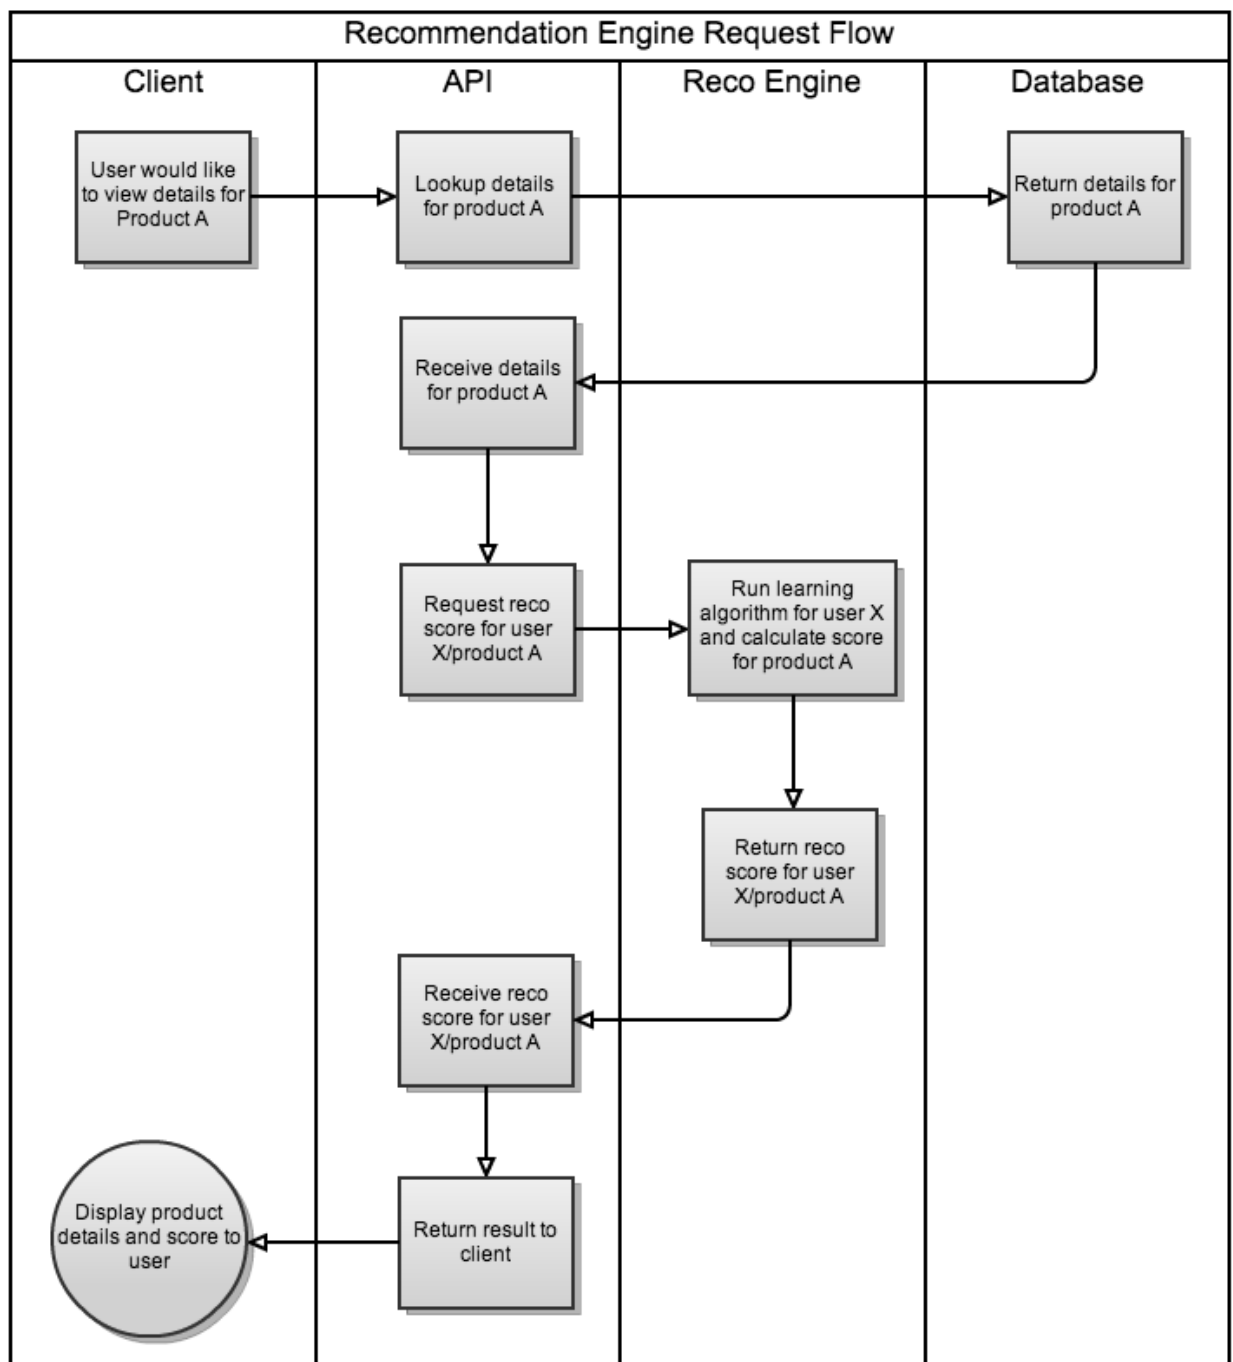 Recommendation Engine Request Flow
Client
API
Reco Engine
Database
User would like
to view details for
Product A
Lookup details
for product A
Return details for
product A
Receive details
for product A
Request reco
score for user
X/product A
Run learning
algorithm for user X
and calculate score
for product A
Return reco
score for user
X/product A
Receive reco
score for user
X/product A
Return result to
client
Display product
details and score to
user